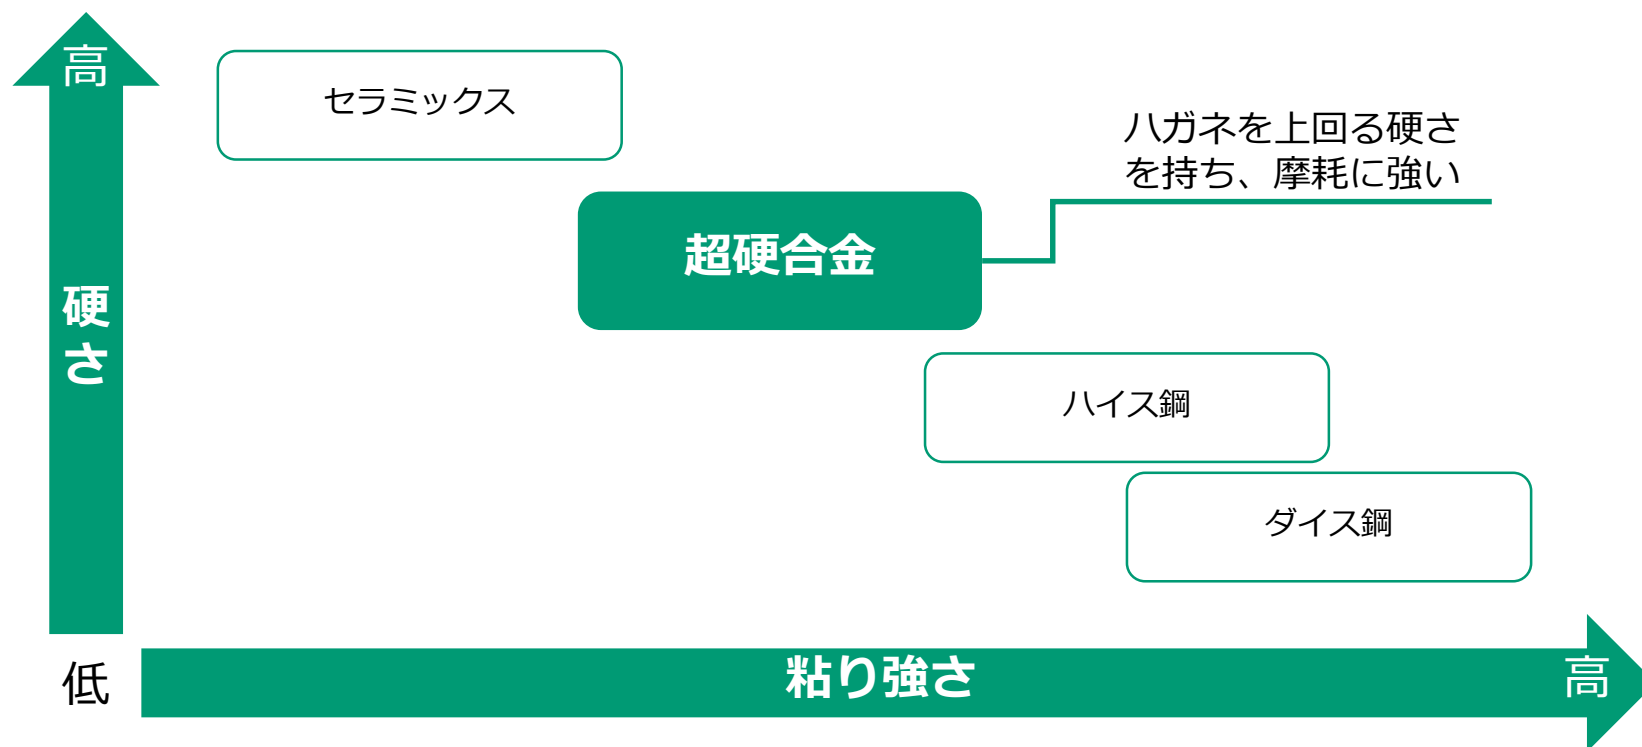 高
セラミックス
ハガネを上回る硬さ
を持ち、摩耗に強い
超硬合金
硬
さ
ハイス鋼
ダイス鋼
低
粘り強さ
高